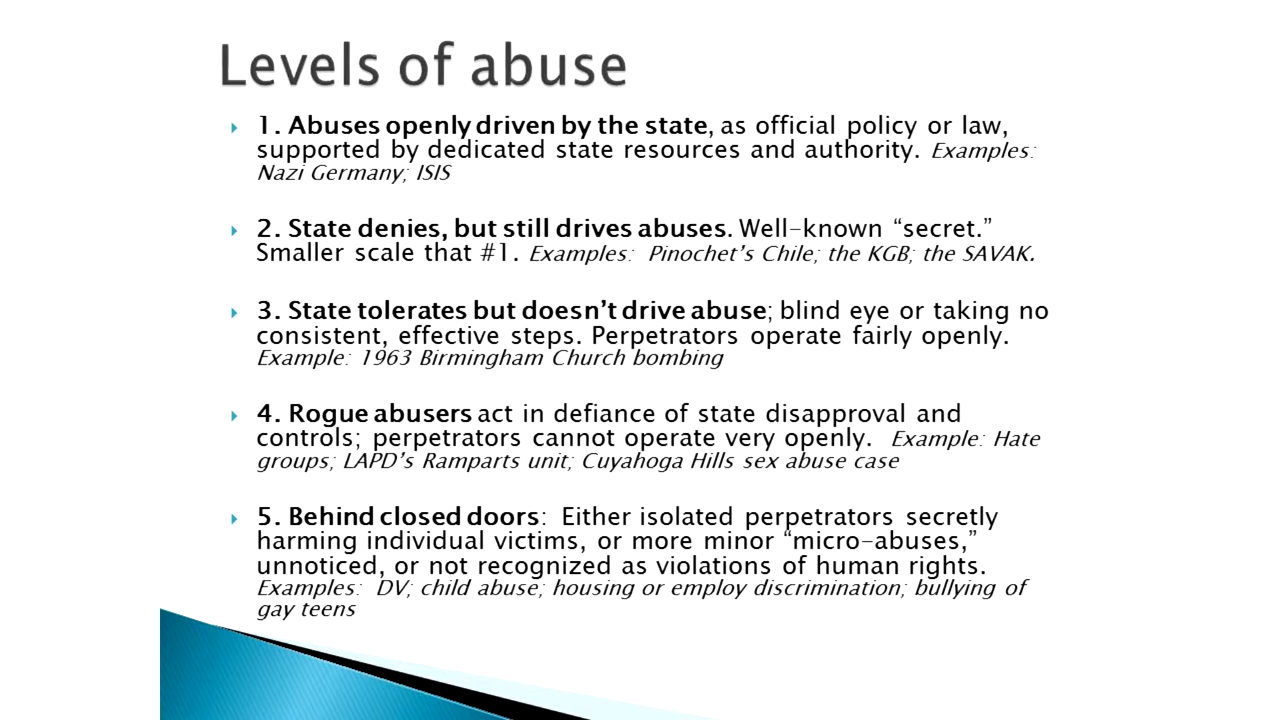 Levels of abuse
1. Abuses openly driven by the state, as official policy or law,
supported by dedicated state resources and authority. Examples:
Nazi Germany; ISIS
2. State denies, but still drives abuses. Well-known “secret.”
Smaller scale that #1. Examples: Pinochet’s Chile; the KGB; the SAVAK.
3. State tolerates but doesn’t drive abuse; blind eye or taking no
consistent, effective steps. Perpetrators operate fairly openly.
Example: 1963 Birmingham Church bombing
4. Rogue abusers act in defiance of state disapproval and
controls; perpetrators cannot operate very openly. Example: Hate
groups; LAPD’s Ramparts unit; Cuyahoga Hills sex abuse case
5. Behind closed doors: Either isolated perpetrators secretly
harming individual victims, or more minor “micro-abuses,”
unnoticed, or not recognized as violations of human rights.
Examples: DV; child abuse; housing or employ discrimination; bullying of
gay teens